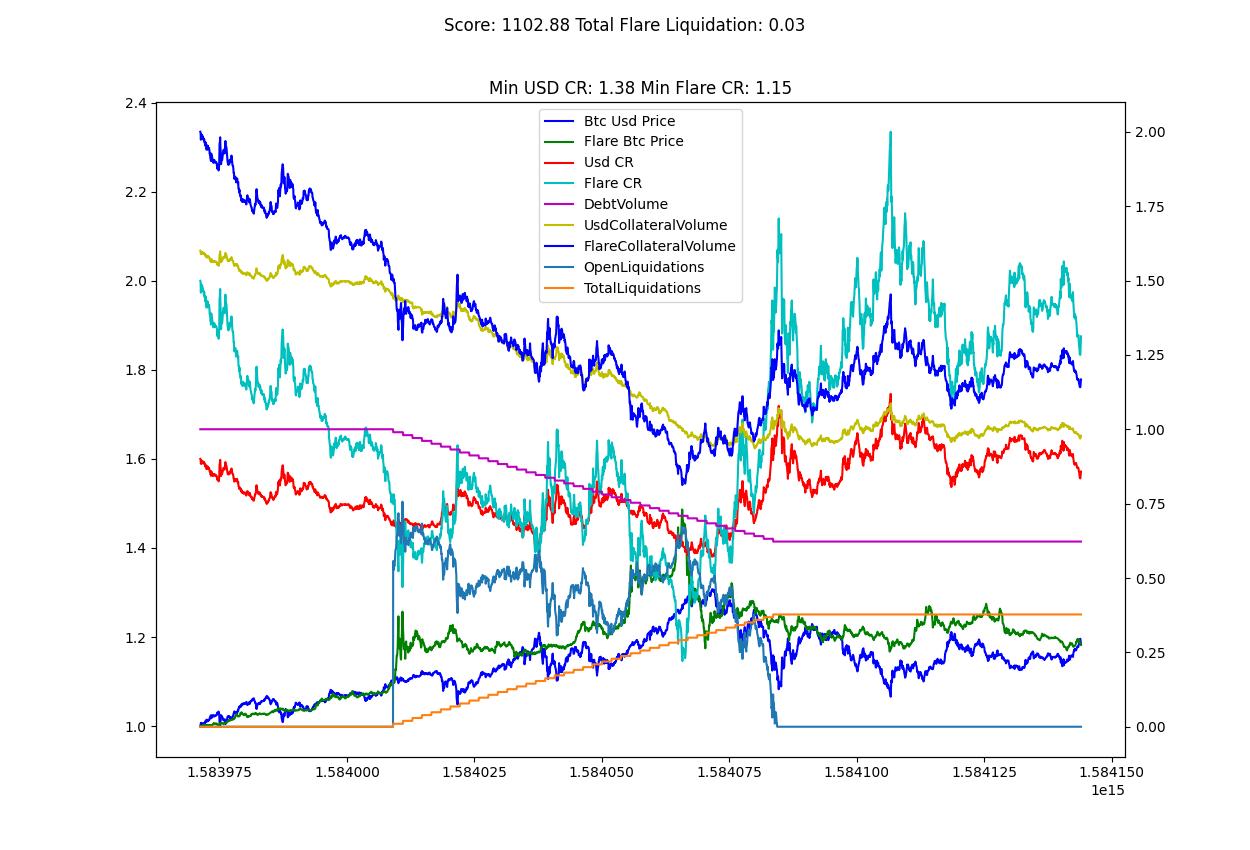 Score: 1102.88 Total Flare Liquidation: 0.03
Min USD CR: 1.38 Min Flare CR: 1.15
Btc Usd Price
Flare Btc Price
Usd CR
Flare CR
DebtVolume
UsdCollateralVolume
FlareCollateralVolume
OpenLiquidations
TotalLiquidations
2.4
2.2
2.0
1.8
1.6
1.4
1.2
1.0
2.00
1.75
1.50
1.25
1.00
0.75
0.50
0.25
0.00
1.583975 1.584000 1.584025 1.584050 1.584075 1.584100 1.584125 1.584150
1e15